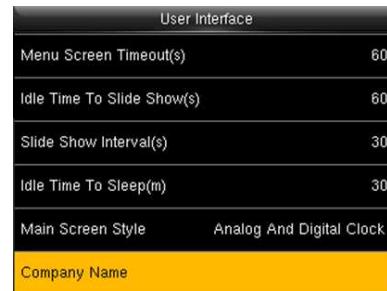 User Interface
Menu Screen Timeout(s) 60
Idle Time To Slide Show(s) 60
Slide Show Interval(s) 30
Idle Time To Sleep(m) 30
Main Screen Style Analog And Digital Clock
Company Name